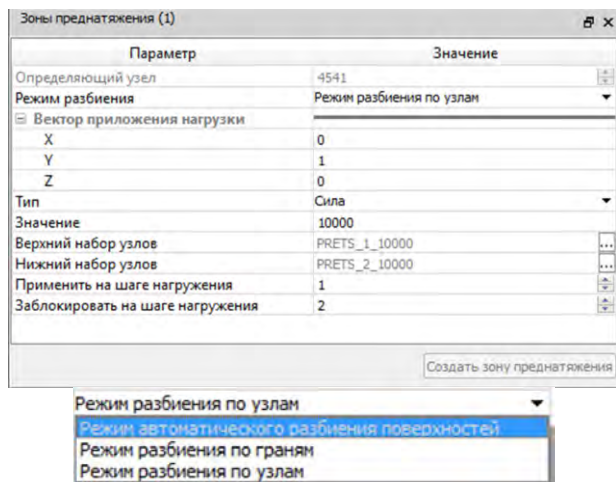 Зоны преднатяжения (1)
Параметр Значение
Определяющий узел 4541
Режим разбиения Режим разбиения по узлам
Вектор приложения нагрузки
X 0
Y 1
Z 0
Тип Сила
Значение 10000
Верхний набор узлов PRETS_1_10000 ...
Нижний набор узлов PRETS_2_10000 ...
Применить на шаге нагружения 1
Заблокировать на шаге нагружения 2
Создать зону преднатяжения
Режим разбиения по узлам
Режим автоматического разбиения поверхностей
Режим разбиения по граням
Режим разбиения по узлам